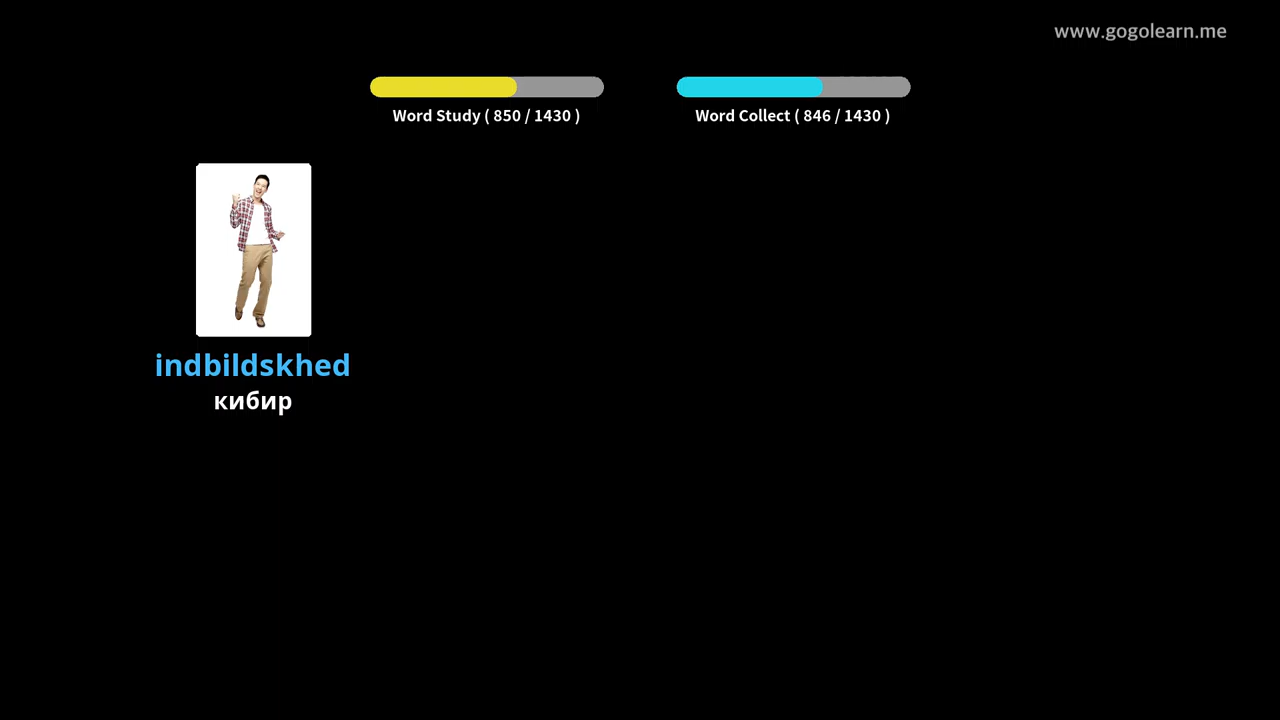 www.gogolearn.me
Word Study ( 850 / 1430 )
Word Collect ( 846 / 1430 )
indbildskhed
кибир